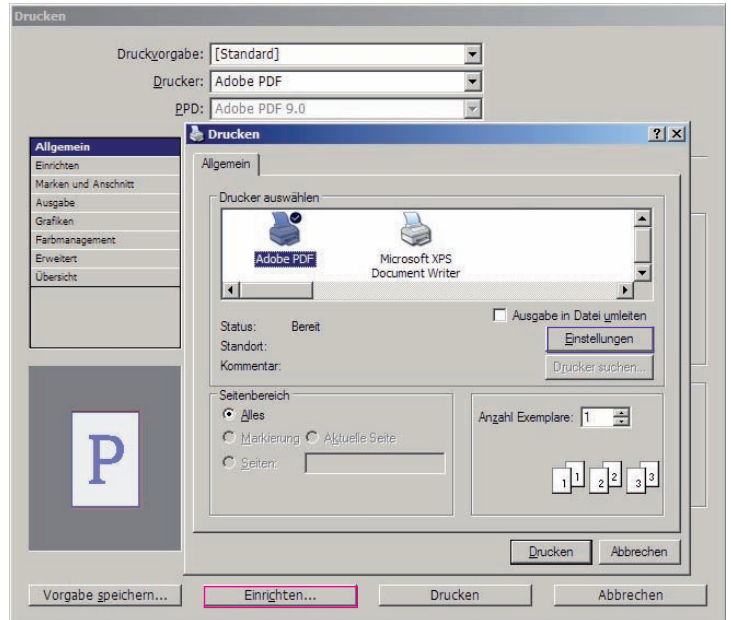 Drucken
Druckvorgabe: [Standard]
Drucker: Adobe PDF
PPD: Adobe PDF 9.0
Allgemein
Einrichten
Marken und Anschnitt
Ausgabe
Grafiken
Farbmanagement
Erweitert
Übersicht
P
Drucken
Allgemein
Drucker auswählen
Adobe PDF
Microsoft XPS
Document Writer
Ausgabe in Datei umleiten
Status: Bereit
Einstellungen
Standort:
Kommentar:
Drucker suchen...
Seitenbereich
Alles
Markierung Aktuelle Seite
Seiten:
Anzahl Exemplare: 1
1 1 2 2 3 3
Drucken Abbrechen
Vorgabe speichern... Einrichten... Drucken Abbrechen